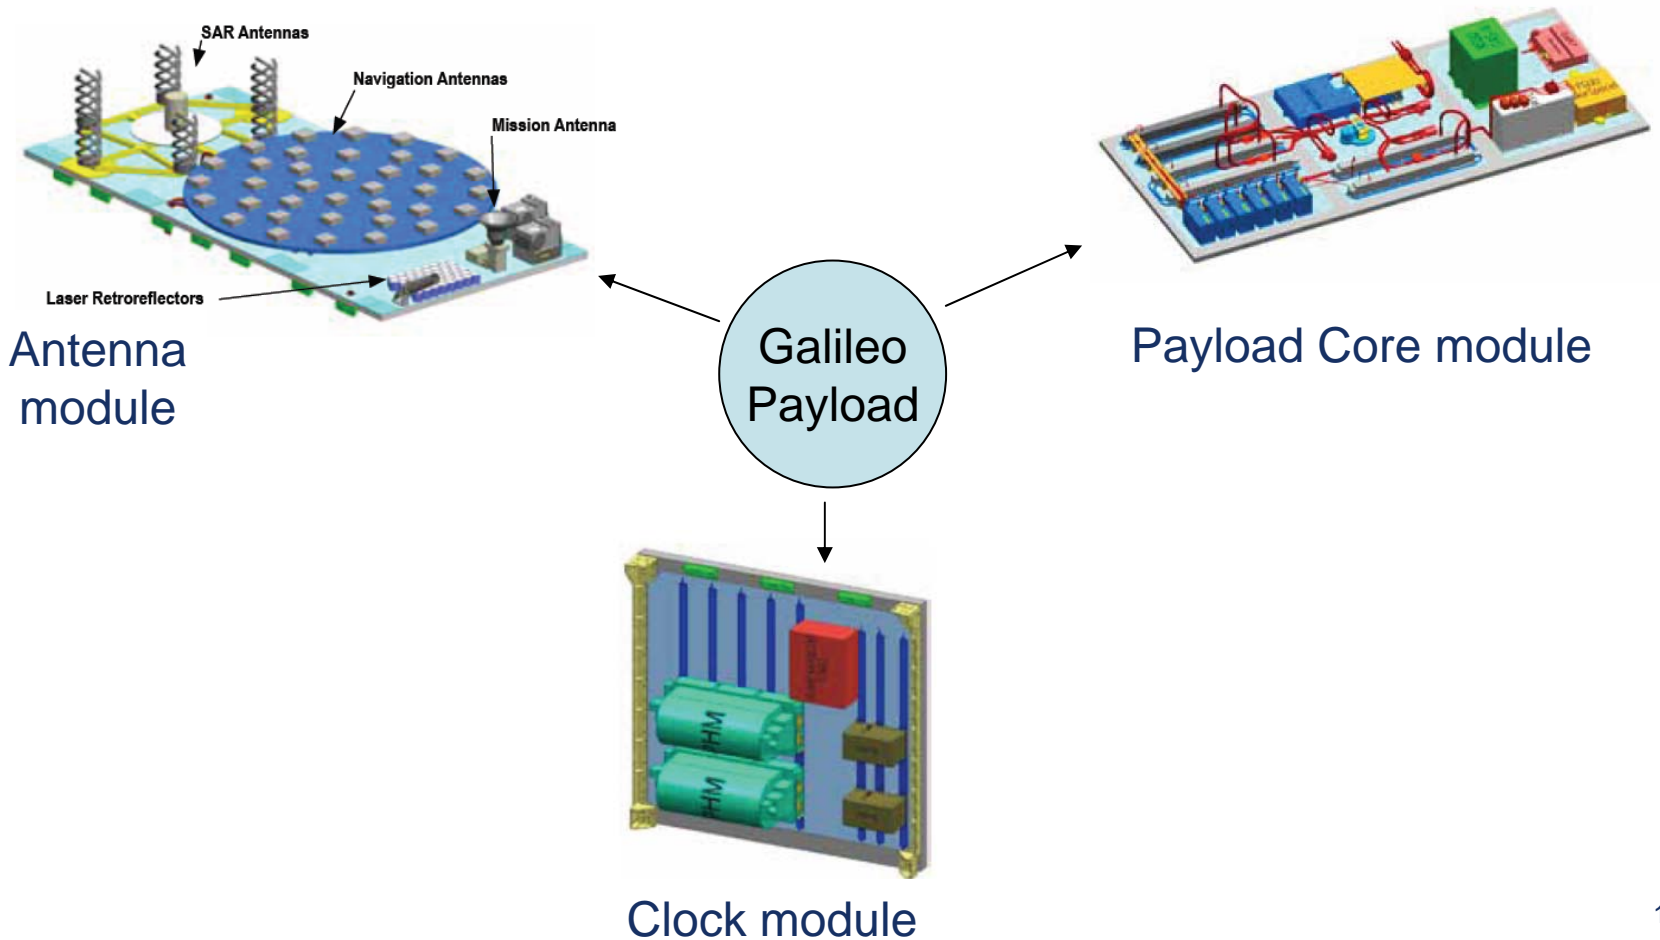 SAR Antennas
Navigation Antennas
Mission Antenna
Laser Retroreflectors
Antenna
module
Galileo
Payload
Payload Core module
PHM
PHM
Clock module